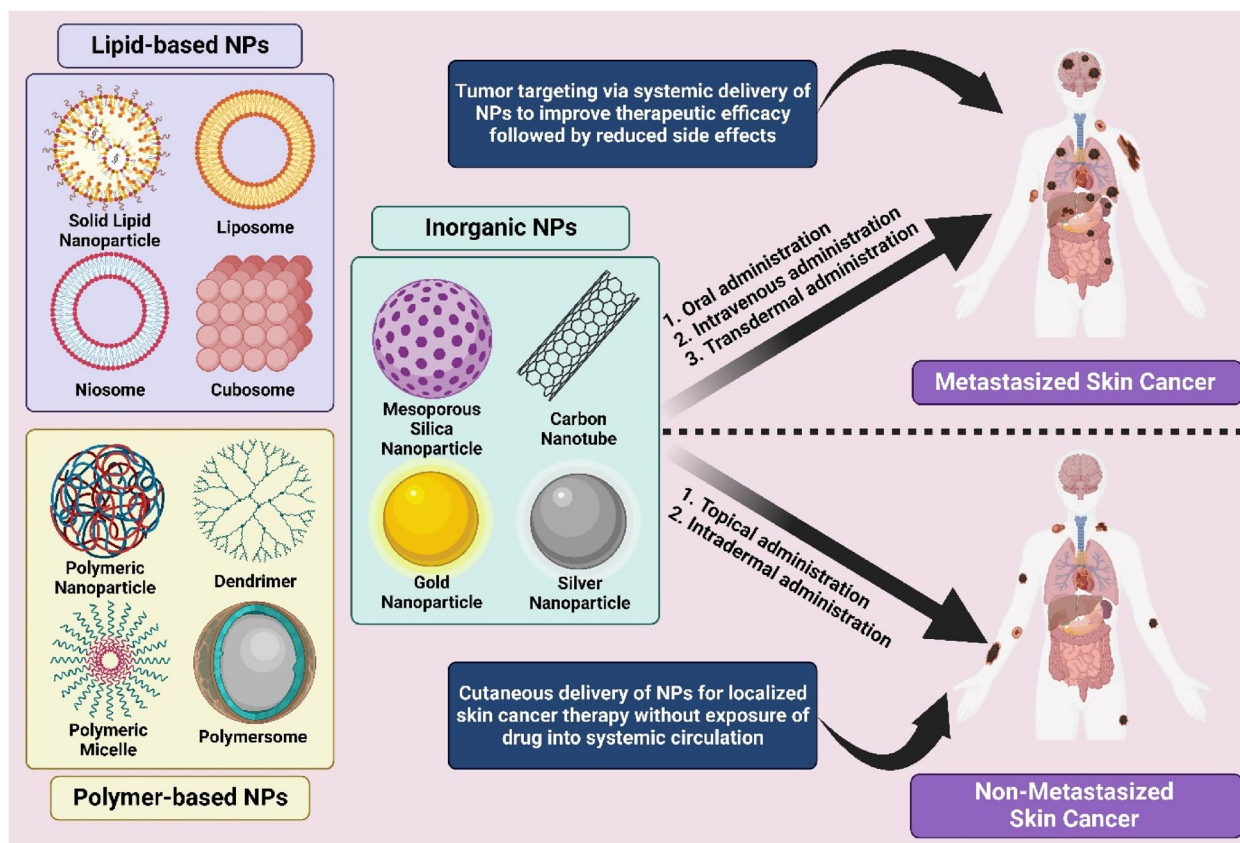 Lipid-based NPs
Solid Lipid
Nanoparticle
Liposome
Niosome
Cubosome
Polymeric
Nanoparticle
Dendrimer
Polymeric
Micelle
Polymersome
Polymer-based NPs
Inorganic NPs
Mesoporous
Silica
Nanoparticle
Carbon
Nanotube
Gold
Nanoparticle
Silver
Nanoparticle
Tumor targeting via systemic delivery of
NPs to improve therapeutic efficacy
followed by reduced side effects
1. Oral administration
2. Intravenous administration
3. Transdermal administration
Metastasized Skin Cancer
1. Topical administration
2. Intradermal administration
Cutaneous delivery of NPs for localized
skin cancer therapy without exposure of
drug into systemic circulation
Non-Metastasized
Skin Cancer